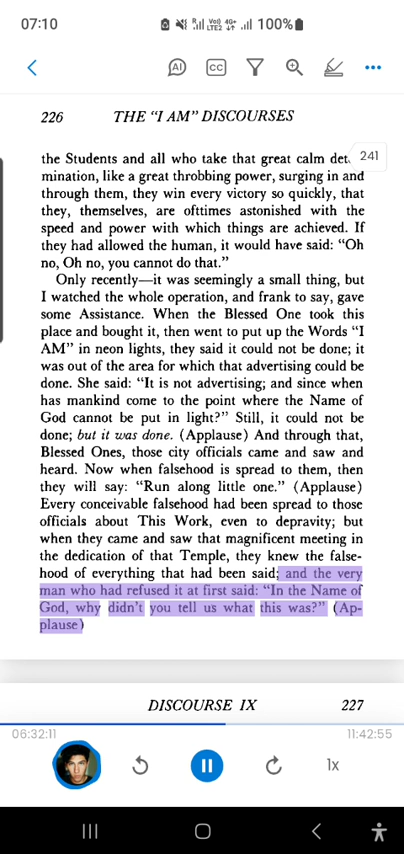 07:10
Vo)) 4G+
LTE2
100%
AI
CC
226 THE “I AM” DISCOURSES
241
the Students and all who take that great calm det
mination, like a great throbbing power, surging in and
through them, they win every victory so quickly, that
they, themselves, are ofttimes astonished with the
speed and power with which things are achieved. If
they had allowed the human, it would have said: “Oh
no, Oh no, you cannot do that.”
Only recently—it was seemingly a small thing, but
I watched the whole operation, and frank to say, gave
some Assistance. When the Blessed One took this
place and bought it, then went to put up the Words “I
AM” in neon lights, they said it could not be done; it
was out of the area for which that advertising could be
done. She said: “It is not advertising; and since when
has mankind come to the point where the Name of
God cannot be put in light?” Still, it could not be
done; but it was done. (Applause) And through that,
Blessed Ones, those city officials came and saw and
heard. Now when falsehood is spread to them, then
they will say: “Run along little one.” (Applause)
Every conceivable falsehood had been spread to those
officials about This Work, even to depravity; but
when they came and saw that magnificent meeting in
the dedication of that Temple, they knew the false-
hood of everything that had been said; and the very
man who had refused it at first said: “In the Name of
God, why didn’t you tell us what this was?” (Ap-
plause)
DISCOURSE IX 227
06:32:11 11:42:55
1x